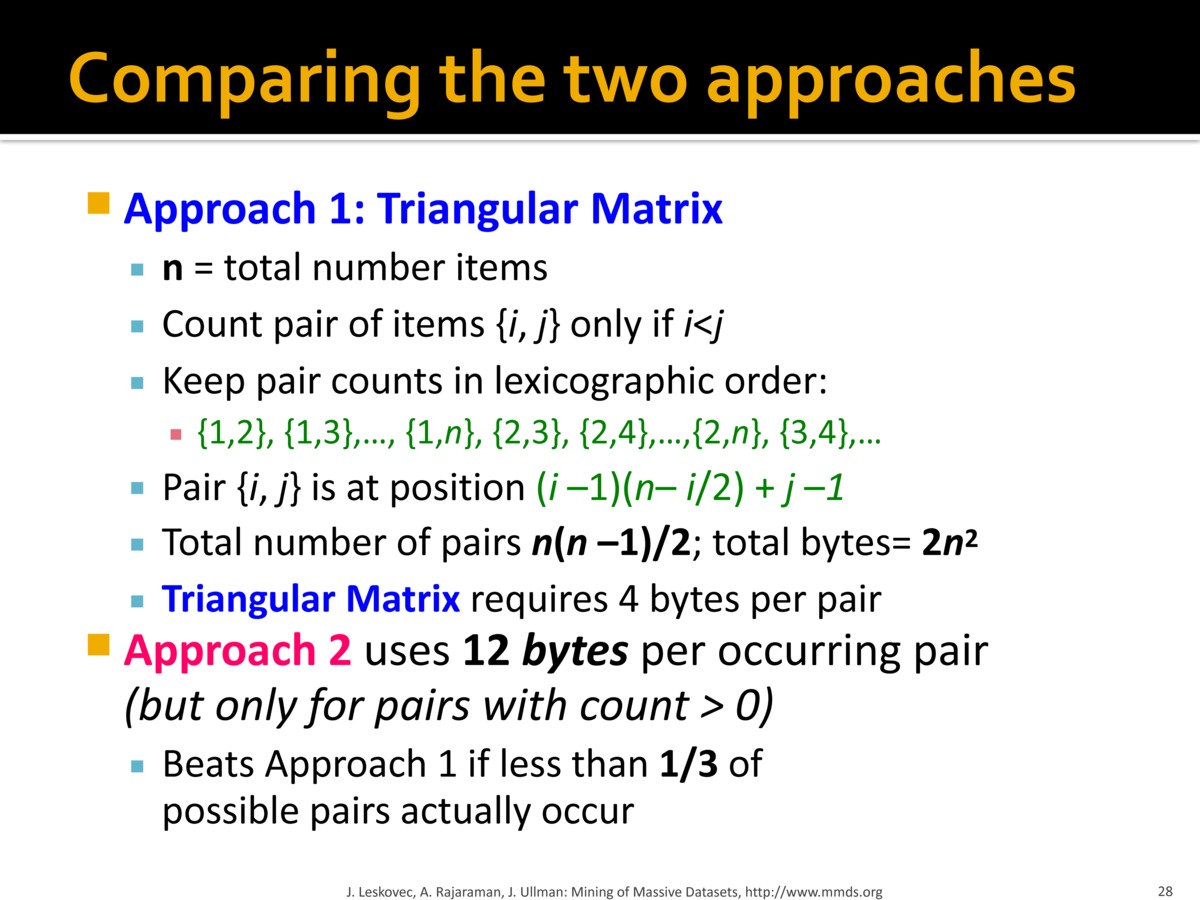 Comparing the two approaches
Approach 1: Triangular Matrix
n = total number items
Count pair of items {i, j} only if i<j
Keep pair counts in lexicographic order:
{1,2}, {1,3},…, {1,n}, {2,3}, {2,4},…,{2,n}, {3,4},…
Pair {i, j} is at position (i –1)(n– i/2) + j –1
Total number of pairs n(n –1)/2; total bytes= 2n²
Triangular Matrix requires 4 bytes per pair
Approach 2 uses 12 bytes per occurring pair
(but only for pairs with count > 0)
Beats Approach 1 if less than 1/3 of
possible pairs actually occur
J. Leskovec, A. Rajaraman, J. Ullman: Mining of Massive Datasets, http://www.mmds.org
28